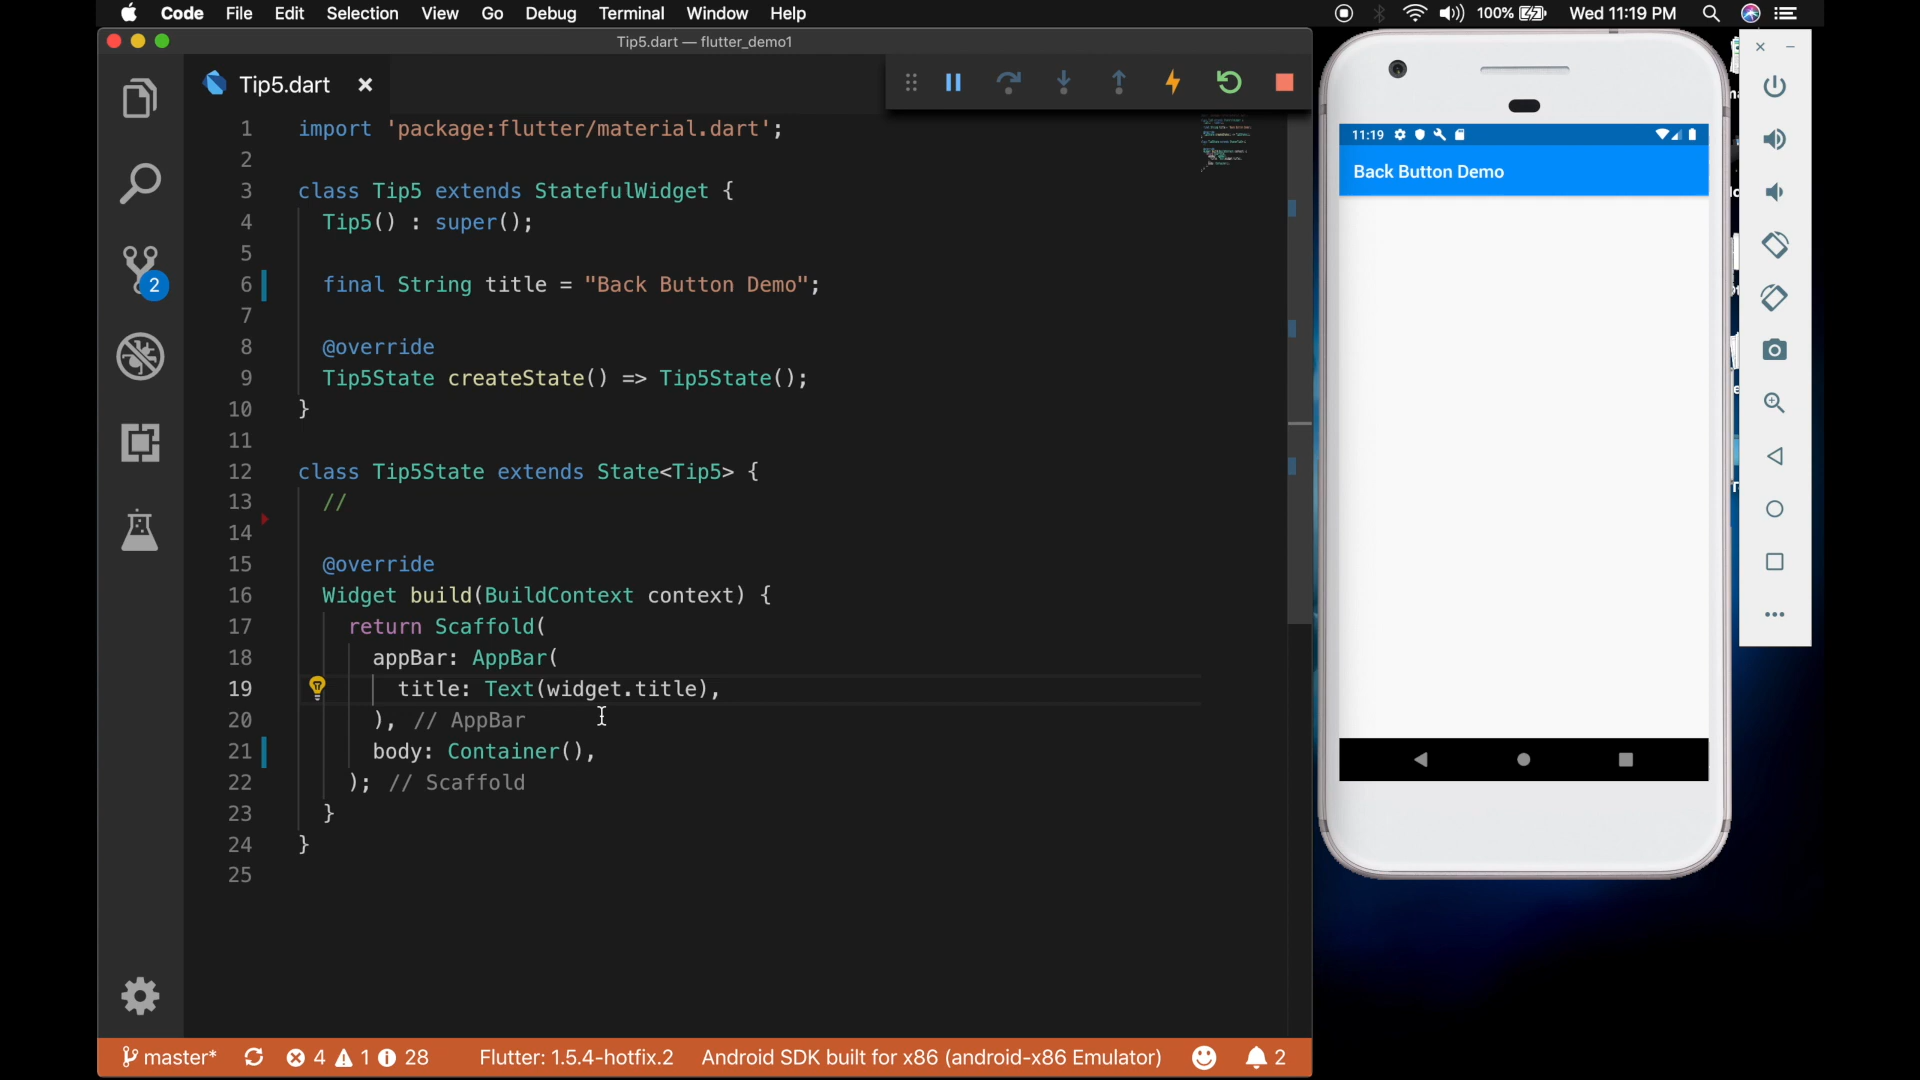 Code File Edit Selection View Go Debug Terminal Window Help
100% Wed 11:19 PM
Tip5.dart — flutter_demo1
Tip5.dart
1 import 'package:flutter/material.dart';
2
3 class Tip5 extends StatefulWidget {
4 Tip5() : super();
5
6 final String title = "Back Button Demo";
7
8 @override
9 Tip5State createState() => Tip5State();
10 }
11
12 class Tip5State extends State<Tip5> {
13 //
14
15 @override
16 Widget build(BuildContext context) {
17 return Scaffold(
18 appBar: AppBar(
19 title: Text(widget.title),
20 ), // AppBar
21 body: Container(),
22 ); // Scaffold
23 }
24 }
25
2
master* 4 1 28 Flutter: 1.5.4-hotfix.2 Android SDK built for x86 (android-x86 Emulator) 2
11:19
Back Button Demo